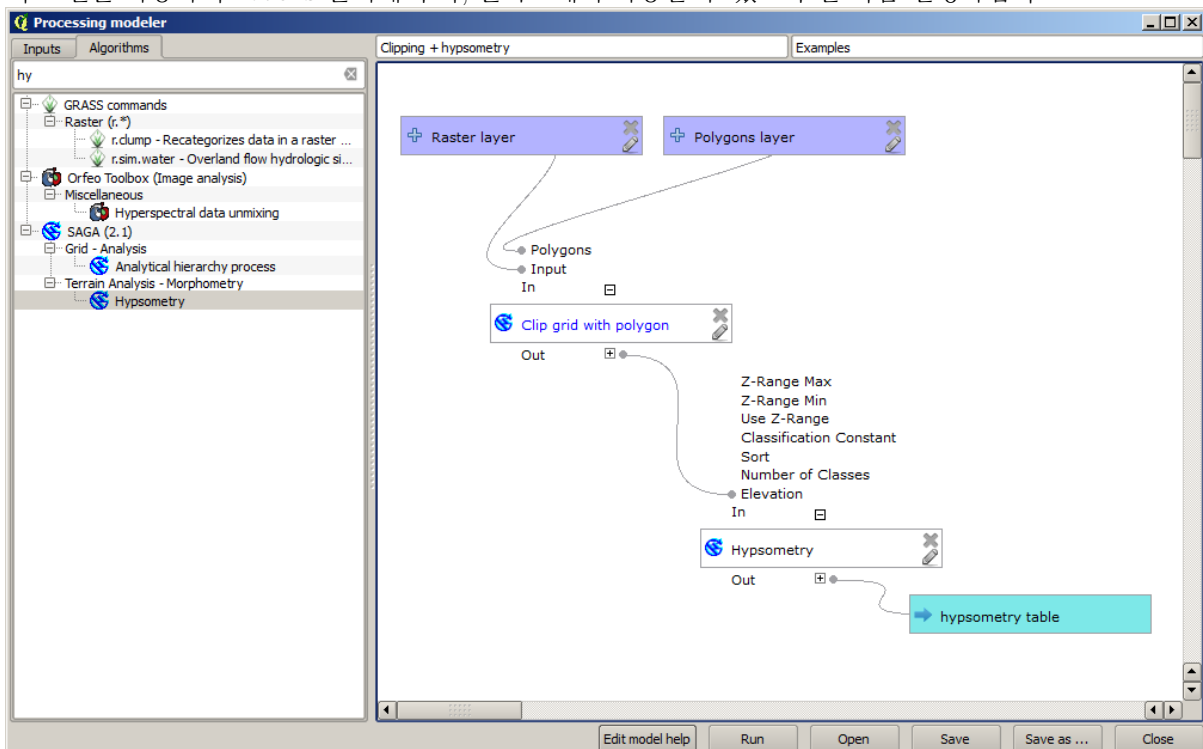 Processing modeler
Inputs
Algorithms
Clipping + hypsometry
Examples
hy
GRASS commands
Raster (r.*)
r.clump - Recategorizes data in a raster ...
r.sim.water - Overland flow hydrologic si...
Orfeo Toolbox (Image analysis)
Miscellaneous
Hyperspectral data unmixing
SAGA (2.1)
Grid - Analysis
Analytical hierarchy process
Terrain Analysis - Morphometry
Hypsometry
Raster layer
Polygons layer
Polygons
Input
In
Clip grid with polygon
Out
Z-Range Max
Z-Range Min
Use Z-Range
Classification Constant
Sort
Number of Classes
Elevation
In
Hypsometry
Out
hypsometry table
Edit model help
Run
Open
Save
Save as ...
Close